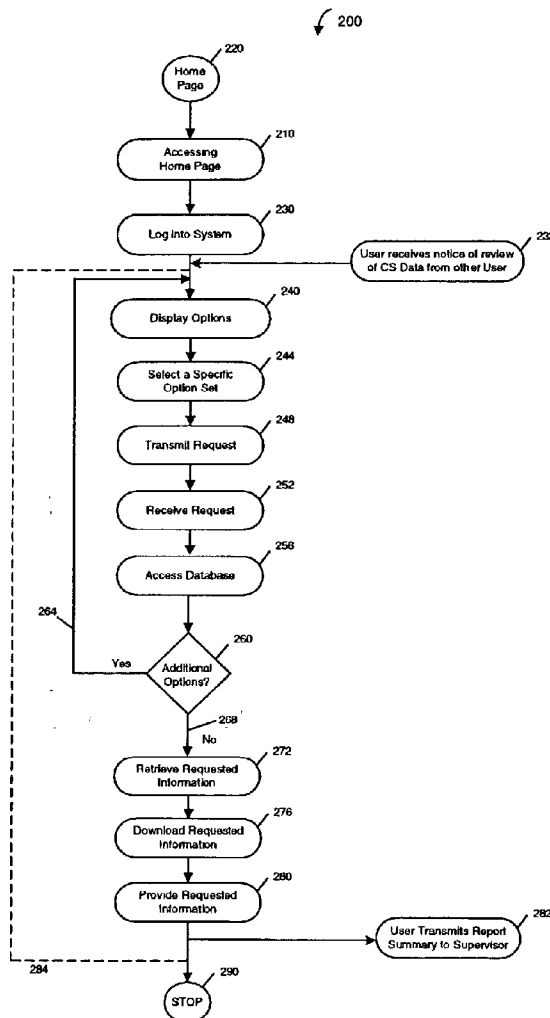 200
220
Home
Page
210
Accessing
Home Page
230
Log Into System
User receives notice of review
of CS Data from other User
240
Display Options
244
Select a Specific
Option Set
248
Transmit Request
252
Receive Request
256
Access Database
264
260
Yes
Additional
Options?
268
No
272
Retrieve Requested
Information
276
Download Requested
Information
280
Provide Requested
Information
282
User Transmits Report
Summary to Supervisor
284
290
STOP